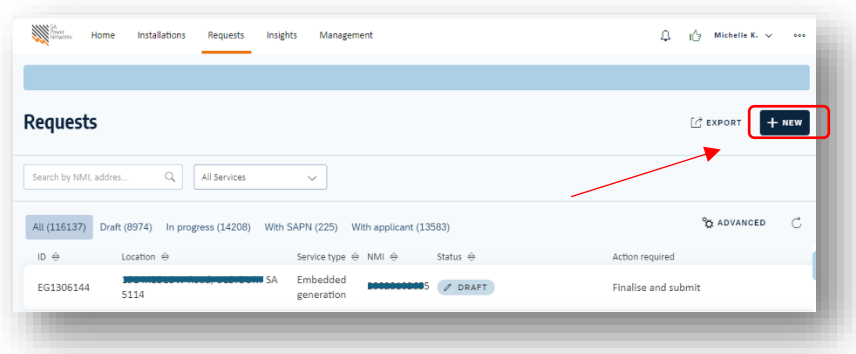 SA Power Networks
Home Installations Requests Insights Management Michelle K.
Requests
EXPORT + NEW
Search by NMI, addres... All Services
All (116137) Draft (8974) In progress (14208) With SAPN (225) With applicant (13583) ADVANCED
ID Location Service type NMI Status Action required
EG1306144 SA 5114 Embedded generation 5 DRAFT Finalise and submit